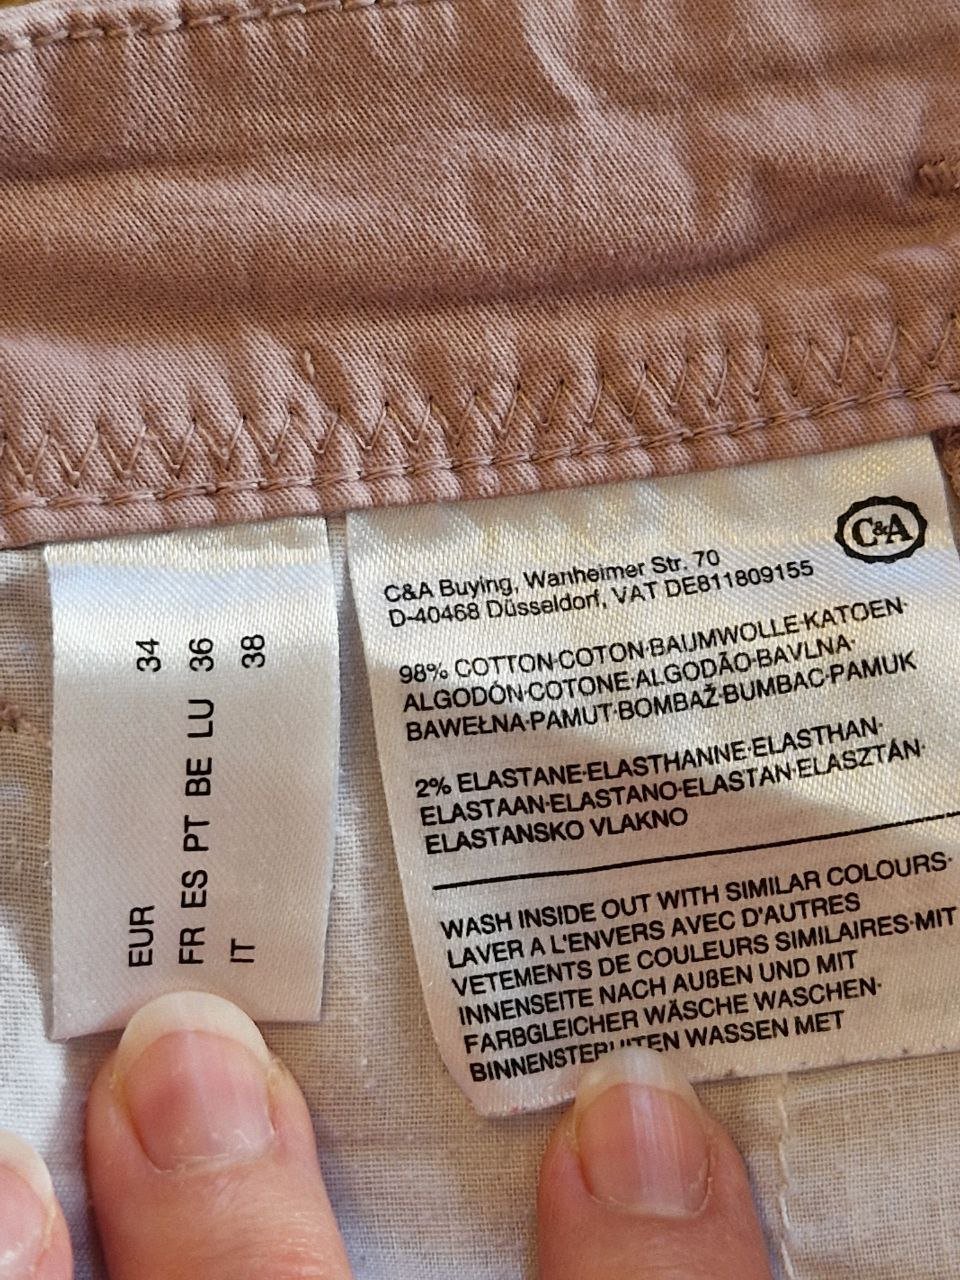 EUR 34
FR ES PT BE LU 36
IT 38
C&A
C&A Buying, Wanheimer Str. 70
D-40468 Düsseldorf, VAT DE811809155
98% COTTON·COTON·BAUMWOLLE·KATOEN·
ALGODÓN·COTONE·ALGODÃO·BAVLNA·
BAWEŁNA·PAMUT·BOMBAŽ·BUMBAC·PAMUK
2% ELASTANE·ELASTHANNE·ELASTHAN·
ELASTAAN·ELASTANO·ELASTAN·ELASZTÁN·
ELASTANSKO VLAKNO
WASH INSIDE OUT WITH SIMILAR COLOURS·
LAVER A L'ENVERS AVEC D'AUTRES
VETEMENTS DE COULEURS SIMILAIRES·MIT
INNENSEITE NACH AUßEN UND MIT
FARBGLEICHER WÄSCHE WASCHEN·
BINNENSTEBUITEN WASSEN MET